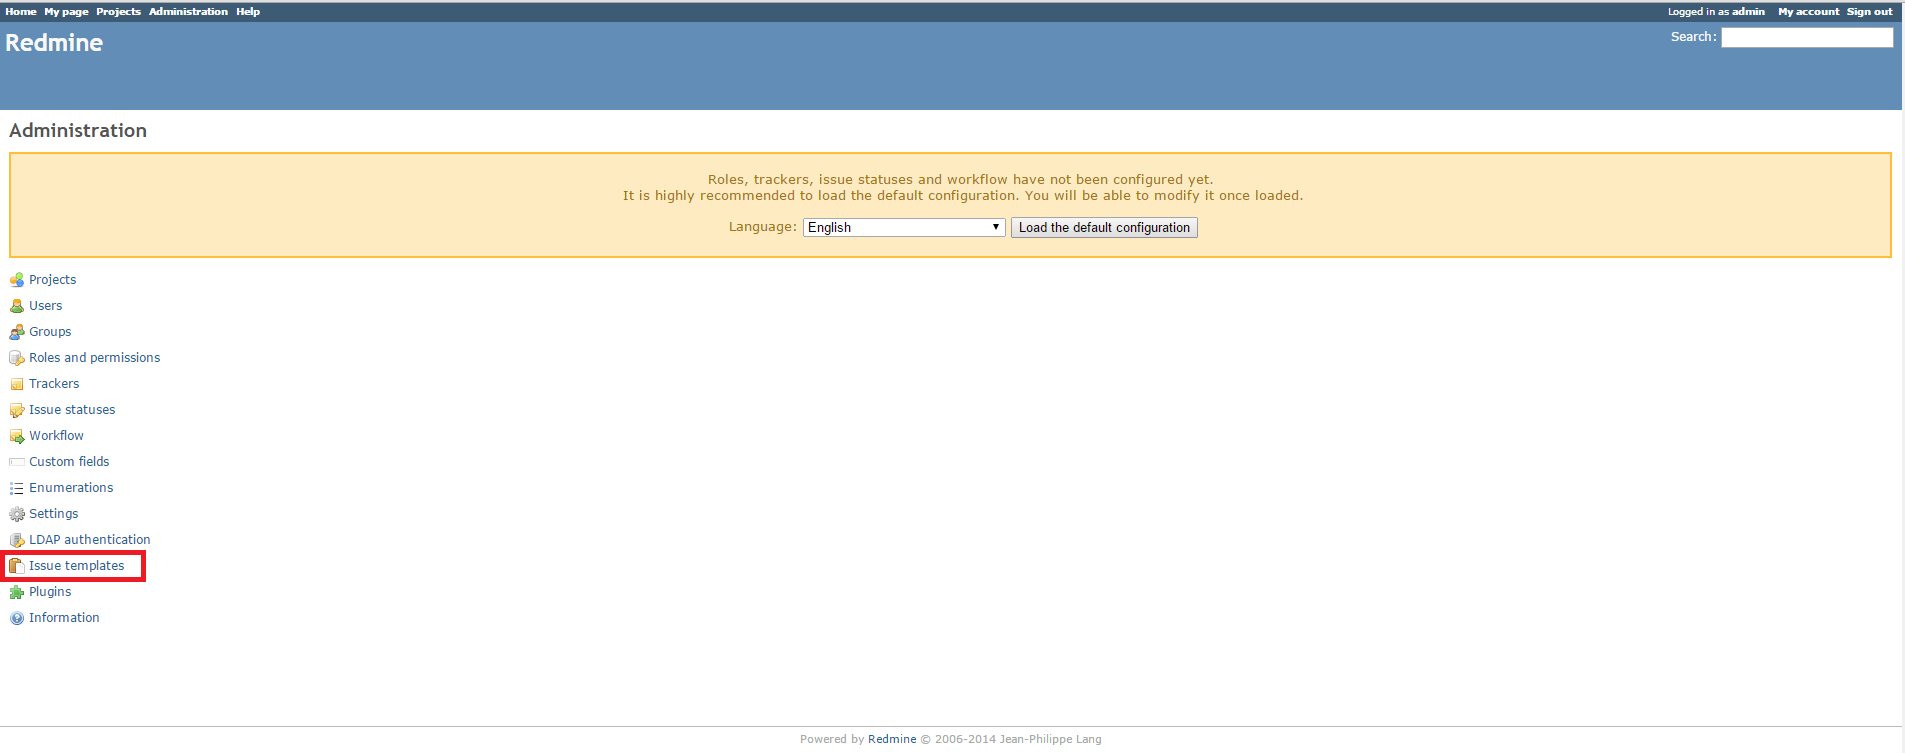 Home My page Projects Administration Help Logged in as admin My account Sign out
Redmine Search:
Administration
Roles, trackers, issue statuses and workflow have not been configured yet.
It is highly recommended to load the default configuration. You will be able to modify it once loaded.
Language: English Load the default configuration
Projects
Users
Groups
Roles and permissions
Trackers
Issue statuses
Workflow
Custom fields
Enumerations
Settings
LDAP authentication
Issue templates
Plugins
Information
Powered by Redmine © 2006-2014 Jean-Philippe Lang